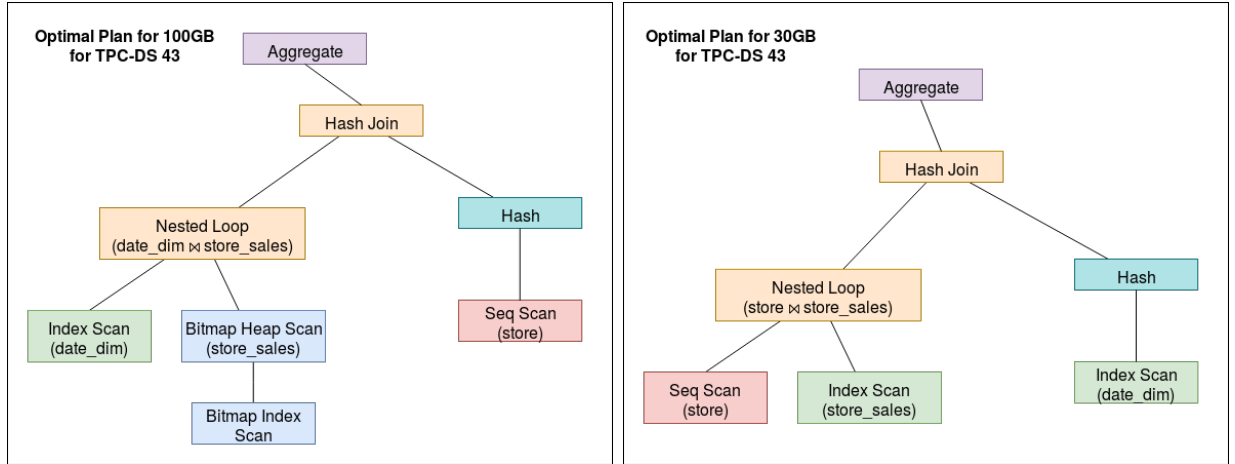 Optimal Plan for 100GB
for TPC-DS 43
Aggregate
Hash Join
Nested Loop
(date_dim ⋈ store_sales)
Hash
Index Scan
(date_dim)
Bitmap Heap Scan
(store_sales)
Seq Scan
(store)
Bitmap Index
Scan
Optimal Plan for 30GB
for TPC-DS 43
Aggregate
Hash Join
Nested Loop
(store ⋈ store_sales)
Hash
Seq Scan
(store)
Index Scan
(store_sales)
Index Scan
(date_dim)